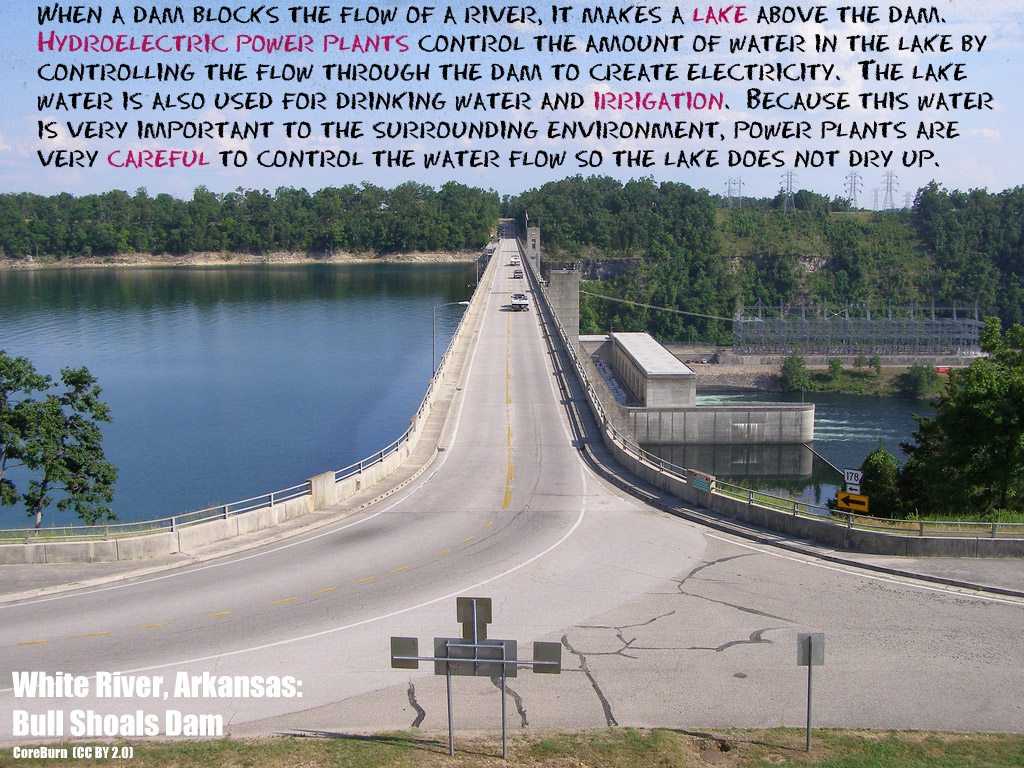 When a dam blocks the flow of a river, it makes a lake above the dam.
Hydroelectric power plants control the amount of water in the lake by
controlling the flow through the dam to create electricity. The lake
water is also used for drinking water and irrigation. Because this water
is very important to the surrounding environment, power plants are
very careful to control the water flow so the lake does not dry up.
178
White River, Arkansas:
Bull Shoals Dam
CoreBurn (CC BY 2.0)